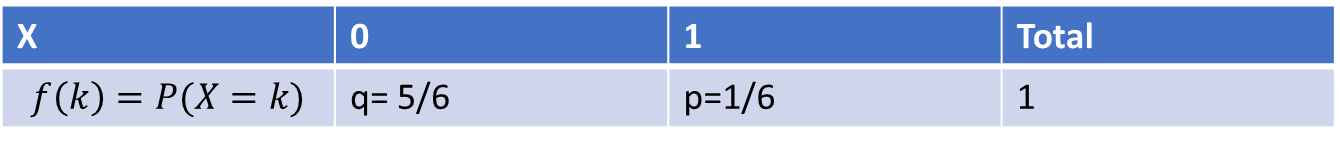 X 0 1 Total
f(k) = P(X = k) q= 5/6 p=1/6 1